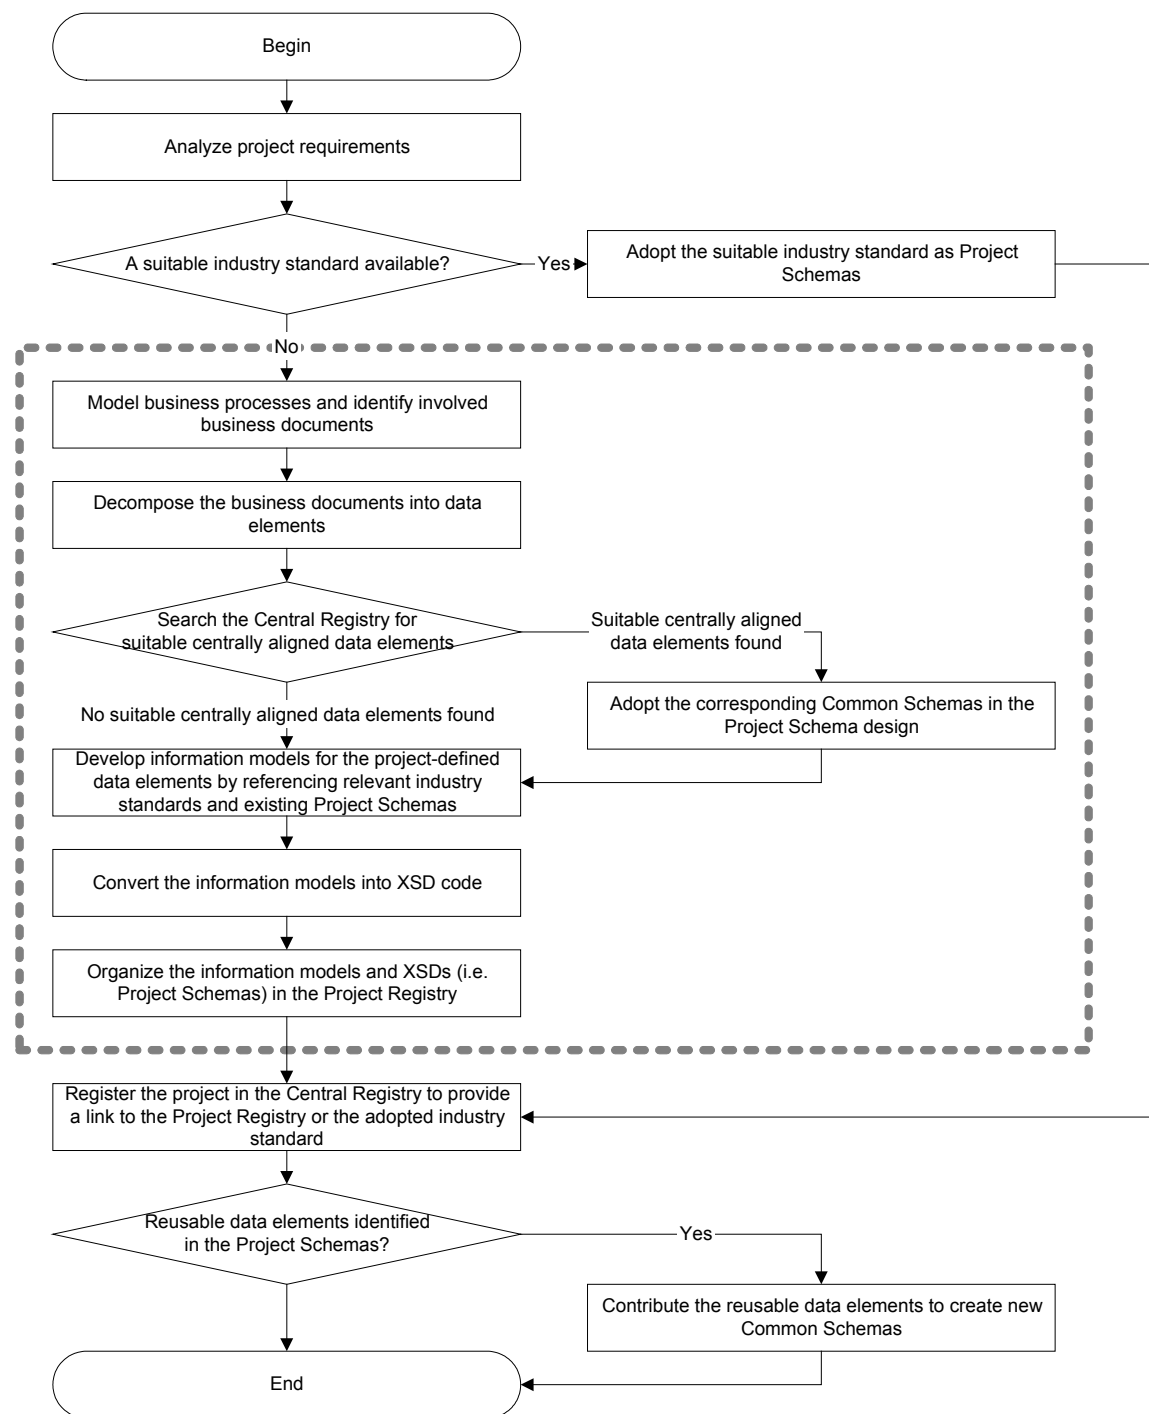 Begin
Analyze project requirements
A suitable industry standard available?
Yes
Adopt the suitable industry standard as Project
Schemas
No
Model business processes and identify involved
business documents
Decompose the business documents into data
elements
Search the Central Registry for
suitable centrally aligned data elements
Suitable centrally aligned
data elements found
No suitable centrally aligned data elements found
Adopt the corresponding Common Schemas in the
Project Schema design
Develop information models for the project-defined
data elements by referencing relevant industry
standards and existing Project Schemas
Convert the information models into XSD code
Organize the information models and XSDs (i.e.
Project Schemas) in the Project Registry
Register the project in the Central Registry to provide
a link to the Project Registry or the adopted industry
standard
Reusable data elements identified
in the Project Schemas?
Yes
Contribute the reusable data elements to create new
Common Schemas
End